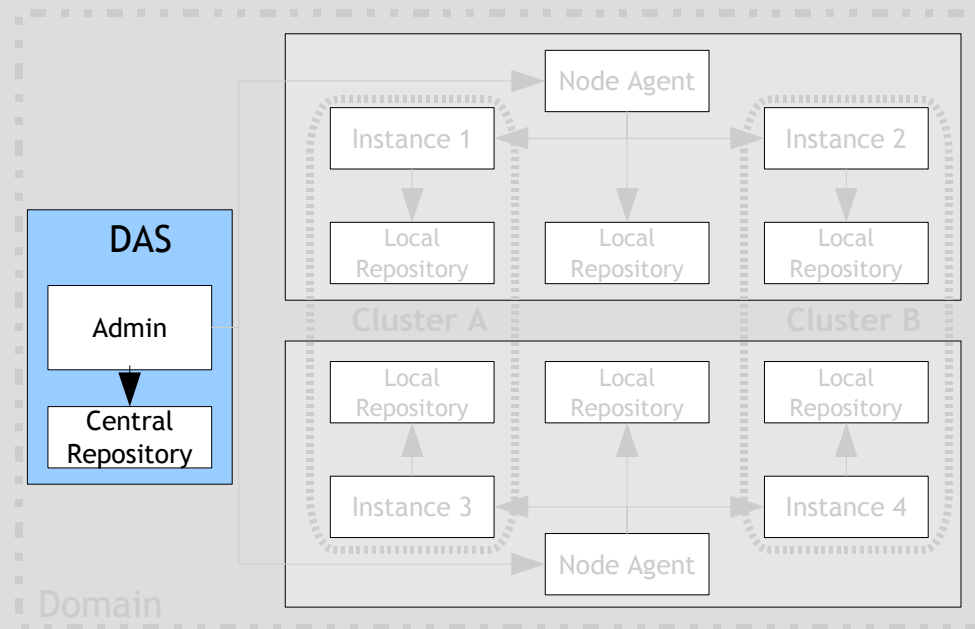 Node Agent
Instance 1
Instance 2
Local
Repository
Local
Repository
Local
Repository
DAS
Admin
Central
Repository
Cluster A
Cluster B
Local
Repository
Local
Repository
Local
Repository
Instance 3
Instance 4
Node Agent
Domain